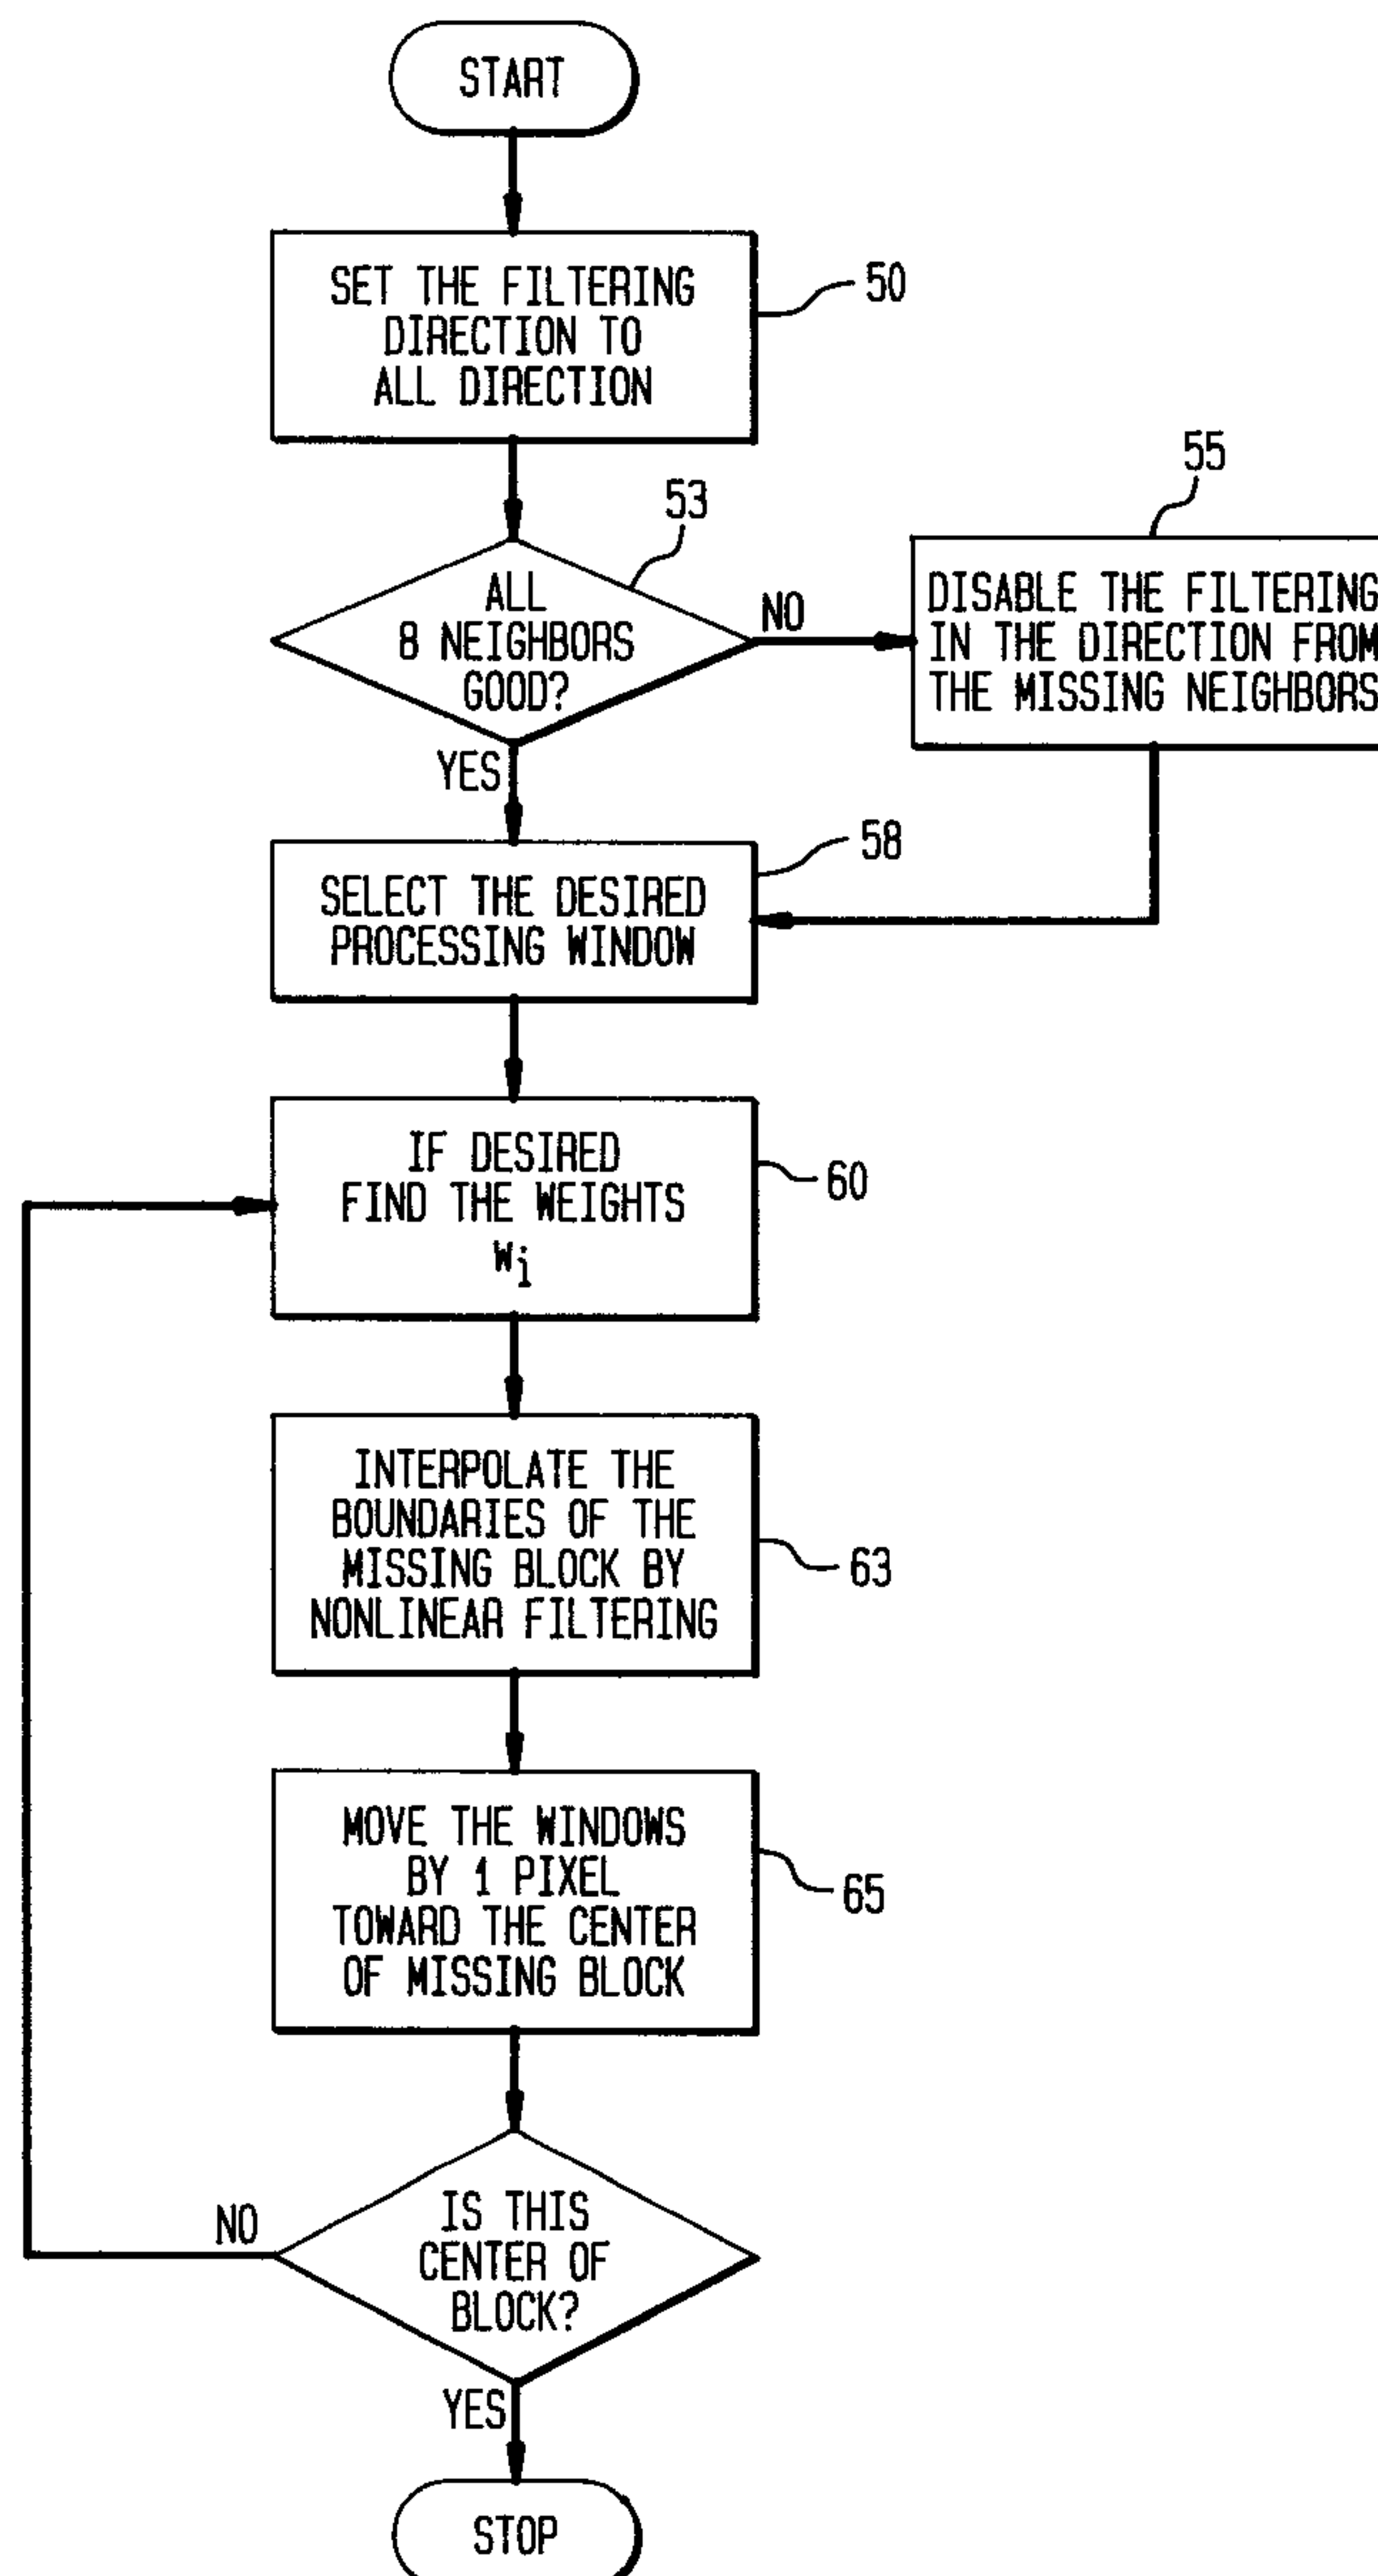 START
SET THE FILTERING
DIRECTION TO
ALL DIRECTION
50
53
ALL
8 NEIGHBORS
GOOD?
NO
55
DISABLE THE FILTERING
IN THE DIRECTION FROM
THE MISSING NEIGHBORS
YES
58
SELECT THE DESIRED
PROCESSING WINDOW
IF DESIRED
FIND THE WEIGHTS
wi
60
INTERPOLATE THE
BOUNDARIES OF THE
MISSING BLOCK BY
NONLINEAR FILTERING
63
MOVE THE WINDOWS
BY 1 PIXEL
TOWARD THE CENTER
OF MISSING BLOCK
65
NO
IS THIS
CENTER OF
BLOCK?
YES
STOP